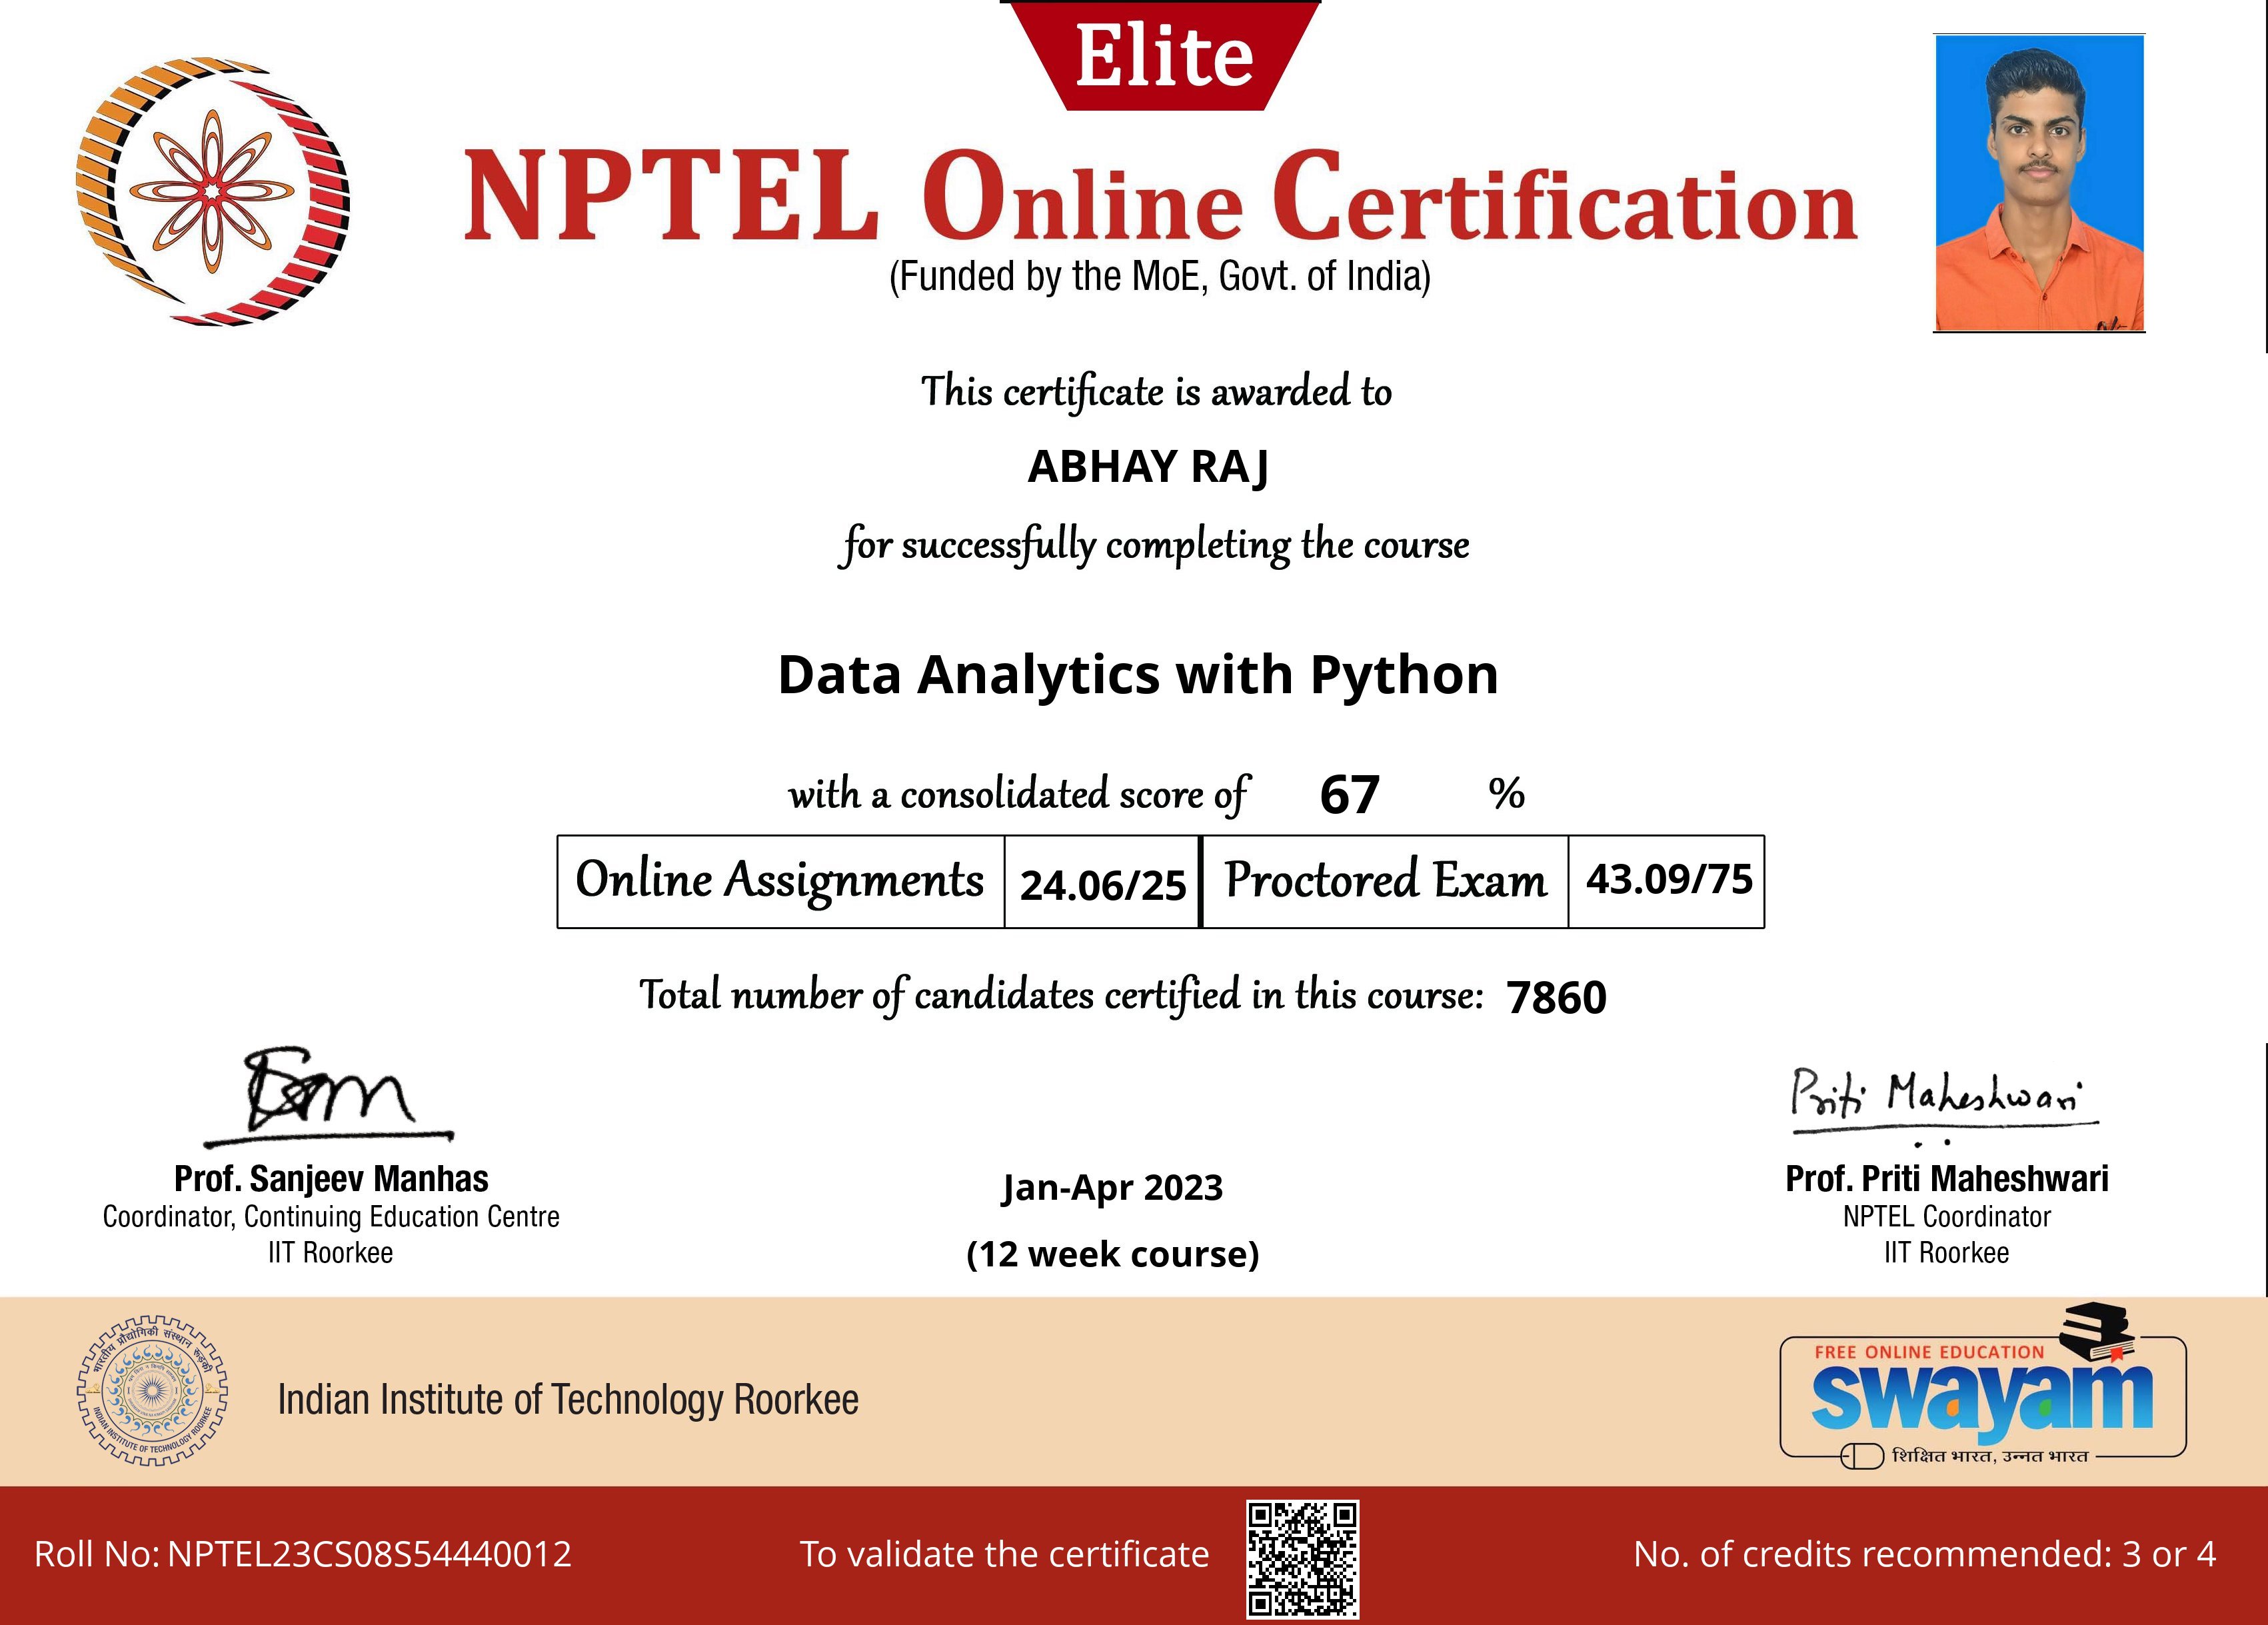 Elite
NPTEL Online Certification
(Funded by the MoE, Govt. of India)
This certificate is awarded to
ABHAY RAJ
for successfully completing the course
Data Analytics with Python
with a consolidated score of 67 %
Online Assignments 24.06/25 Proctored Exam 43.09/75
Total number of candidates certified in this course: 7860
Priti Maheshwari
Prof. Sanjeev Manhas
Coordinator, Continuing Education Centre
IIT Roorkee
Jan-Apr 2023
(12 week course)
Prof. Priti Maheshwari
NPTEL Coordinator
IIT Roorkee
भारतीय प्रौद्योगिकी संस्थान रूड़की
INDIAN INSTITUTE OF TECHNOLOGY ROORKEE
Indian Institute of Technology Roorkee
FREE ONLINE EDUCATION
swayam
शिक्षित भारत, उन्नत भारत
Roll No: NPTEL23CS08S54440012
To validate the certificate
No. of credits recommended: 3 or 4